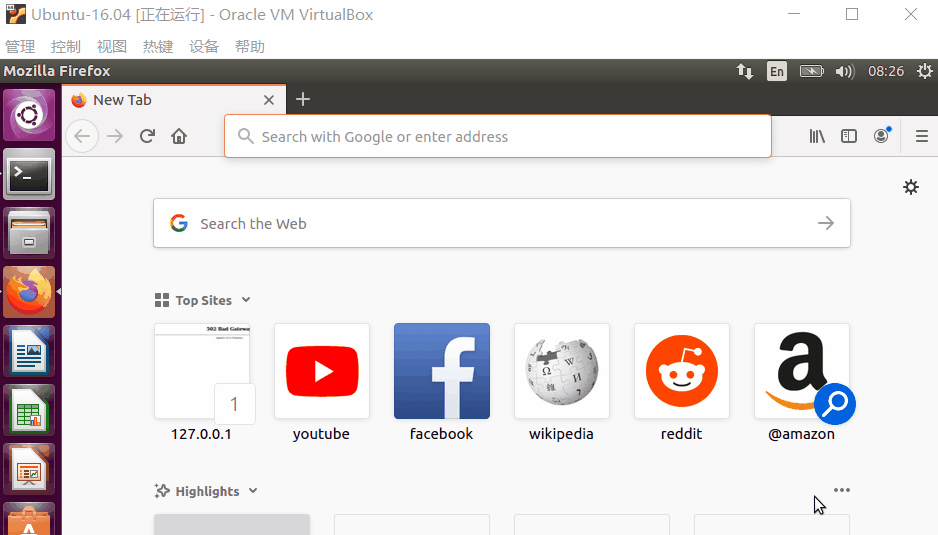 Ubuntu-16.04 [正在运行] - Oracle VM VirtualBox
管理 控制 视图 热键 设备 帮助
Mozilla Firefox En 08:26
New Tab
Search with Google or enter address
Search the Web
Top Sites
502 Bad Gateway
1
127.0.0.1 youtube facebook wikipedia reddit @amazon
Highlights